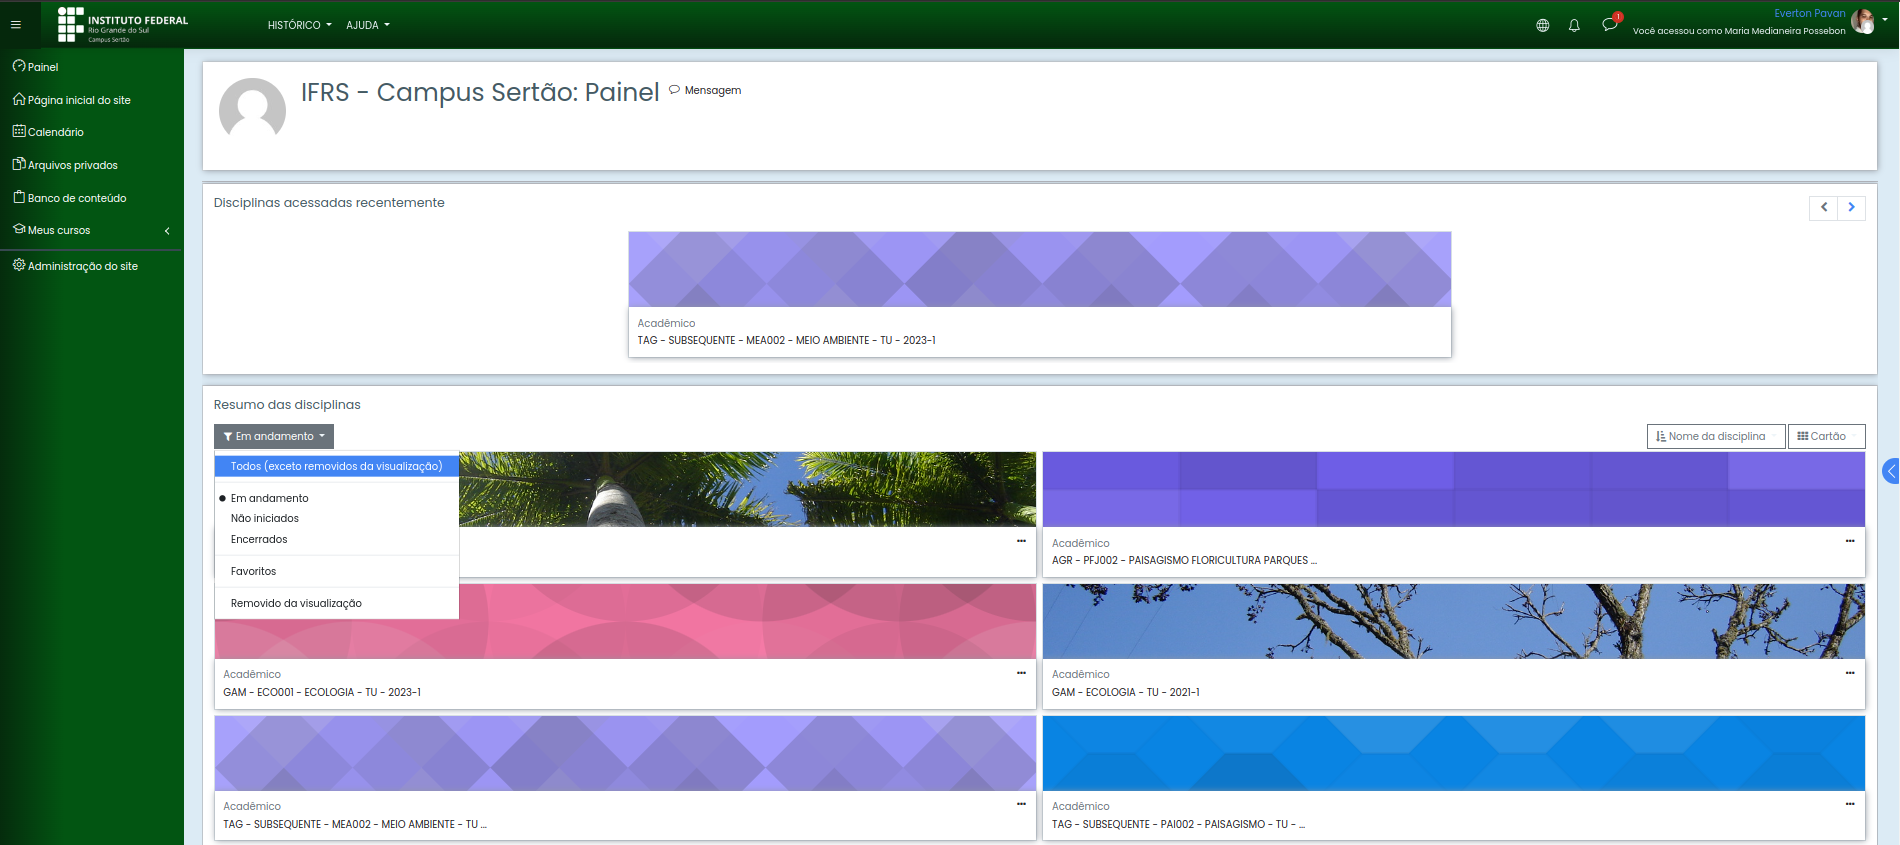 INSTITUTO FEDERAL
Rio Grande do Sul
Campus Sertão
HISTÓRICO
AJUDA
1
Everton Pavan
Você acessou como Maria Medianeira Possebon
Painel
Página inicial do site
Calendário
Arquivos privados
Banco de conteúdo
Meus cursos
Administração do site
IFRS - Campus Sertão: Painel
Mensagem
Disciplinas acessadas recentemente
Acadêmico
TAG - SUBSEQUENTE - MEA002 - MEIO AMBIENTE - TU - 2023-1
Resumo das disciplinas
Em andamento
Nome da disciplina
Cartão
Todos (exceto removidos da visualização)
Em andamento
Não iniciados
Encerrados
Favoritos
Removido da visualização
Acadêmico
AGR - PFJ002 - PAISAGISMO FLORICULTURA PARQUES ...
Acadêmico
GAM - ECO001 - ECOLOGIA - TU - 2023-1
Acadêmico
GAM - ECOLOGIA - TU - 2021-1
Acadêmico
TAG - SUBSEQUENTE - MEA002 - MEIO AMBIENTE - TU ...
Acadêmico
TAG - SUBSEQUENTE - PAI002 - PAISAGISMO - TU - ...